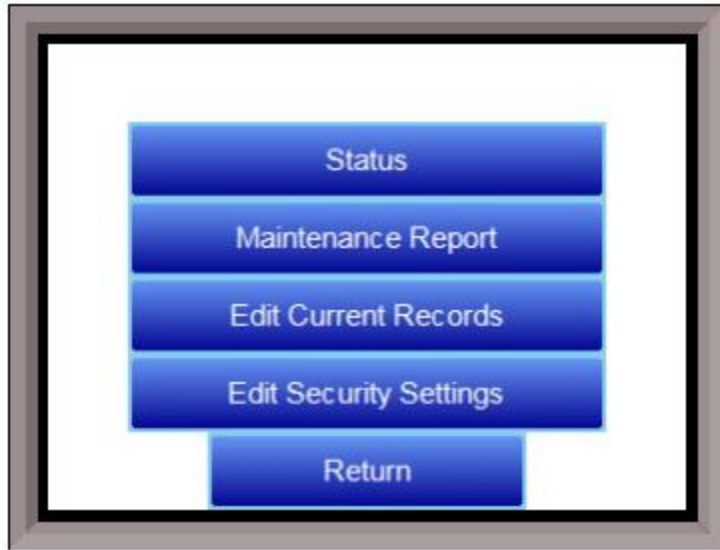 Status
Maintenance Report
Edit Current Records
Edit Security Settings
Return